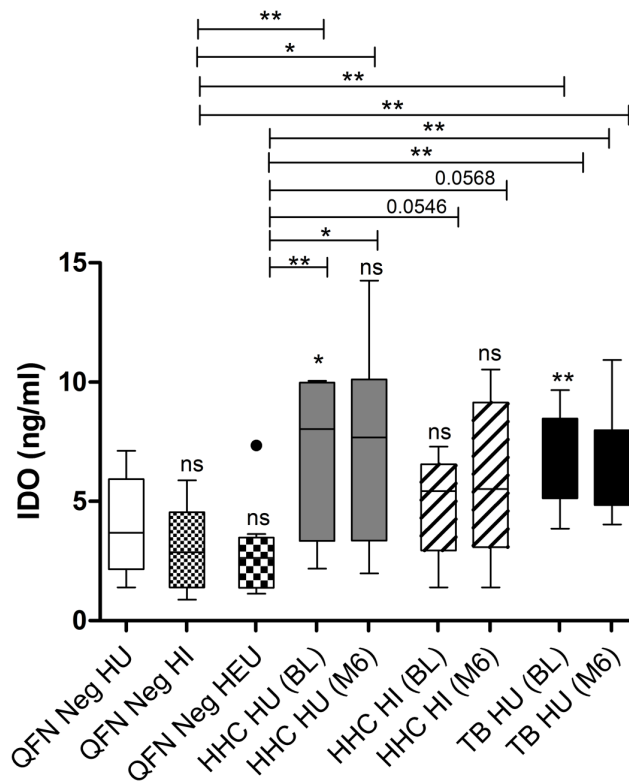 **
*
**
**
**
**
0.0568
0.0546
*
**
ns
15
10
5
0
IDO (ng/ml)
ns
ns
*
ns
ns
**
QFN Neg HU
QFN Neg HI
QFN Neg HEU
HHC HU (BL)
HHC HU (M6)
HHC HI (BL)
HHC HI (M6)
TB HU (BL)
TB HU (M6)